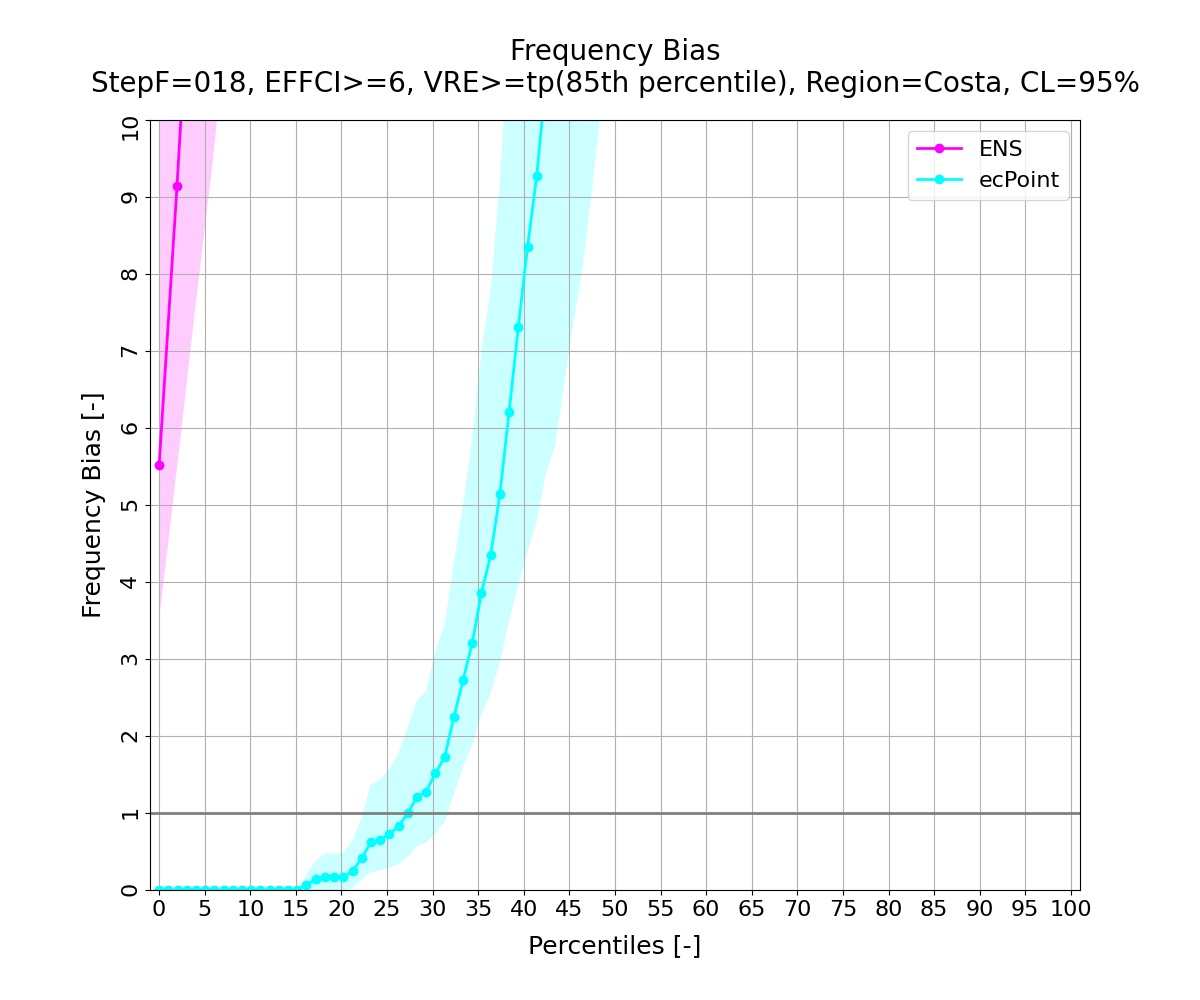 Frequency Bias
StepF=018, EFFCI>=6, VRE>=tp(85th percentile), Region=Costa, CL=95%
ENS
ecPoint
Frequency Bias [-]
10
9
8
7
6
5
4
3
2
1
0
0 5 10 15 20 25 30 35 40 45 50 55 60 65 70 75 80 85 90 95 100
Percentiles [-]